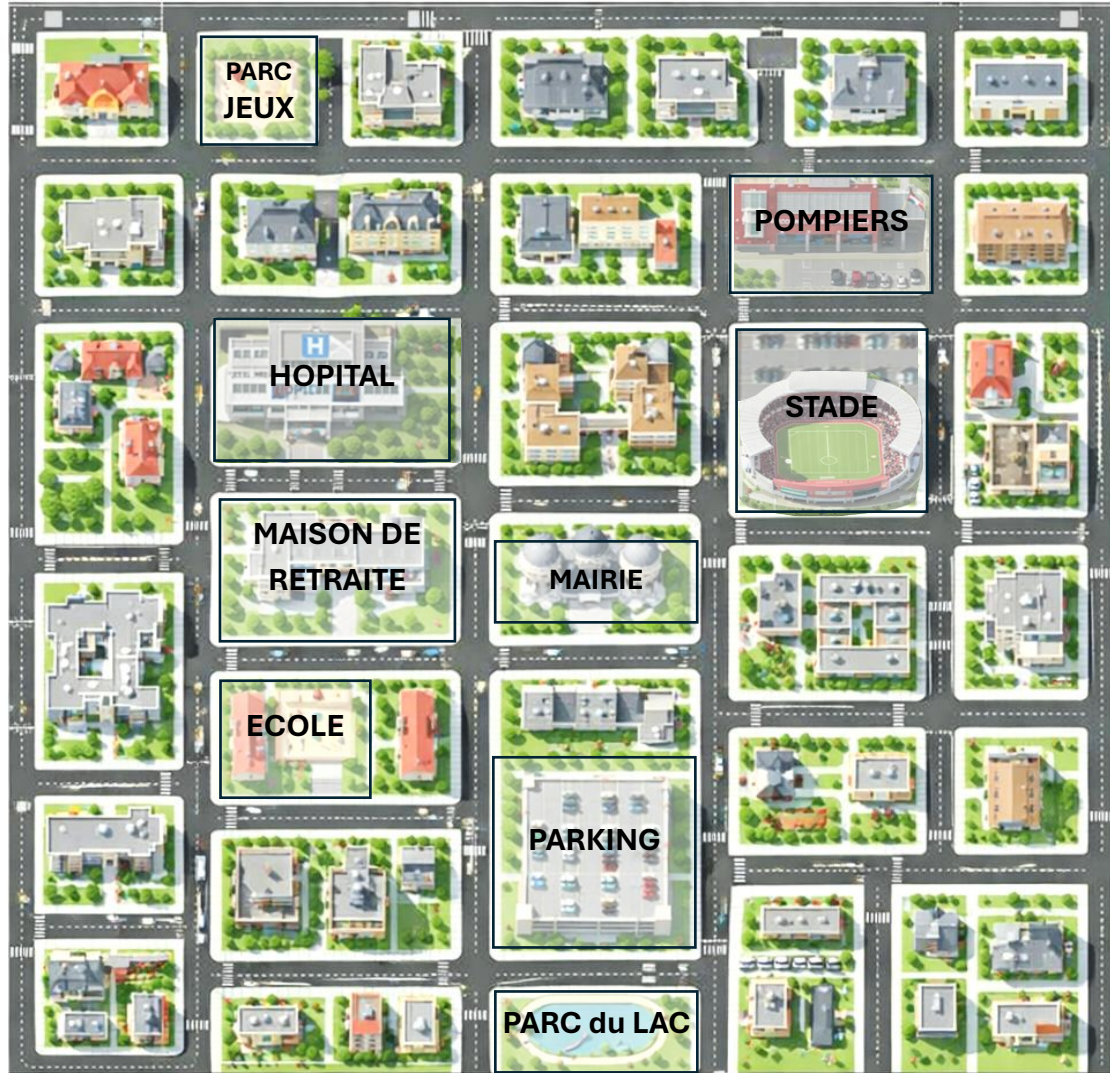 PARC
JEUX
POMPIERS
H
HOPITAL
STADE
MAISON DE
RETRAITE
MAIRIE
ECOLE
PARKING
PARC du LAC